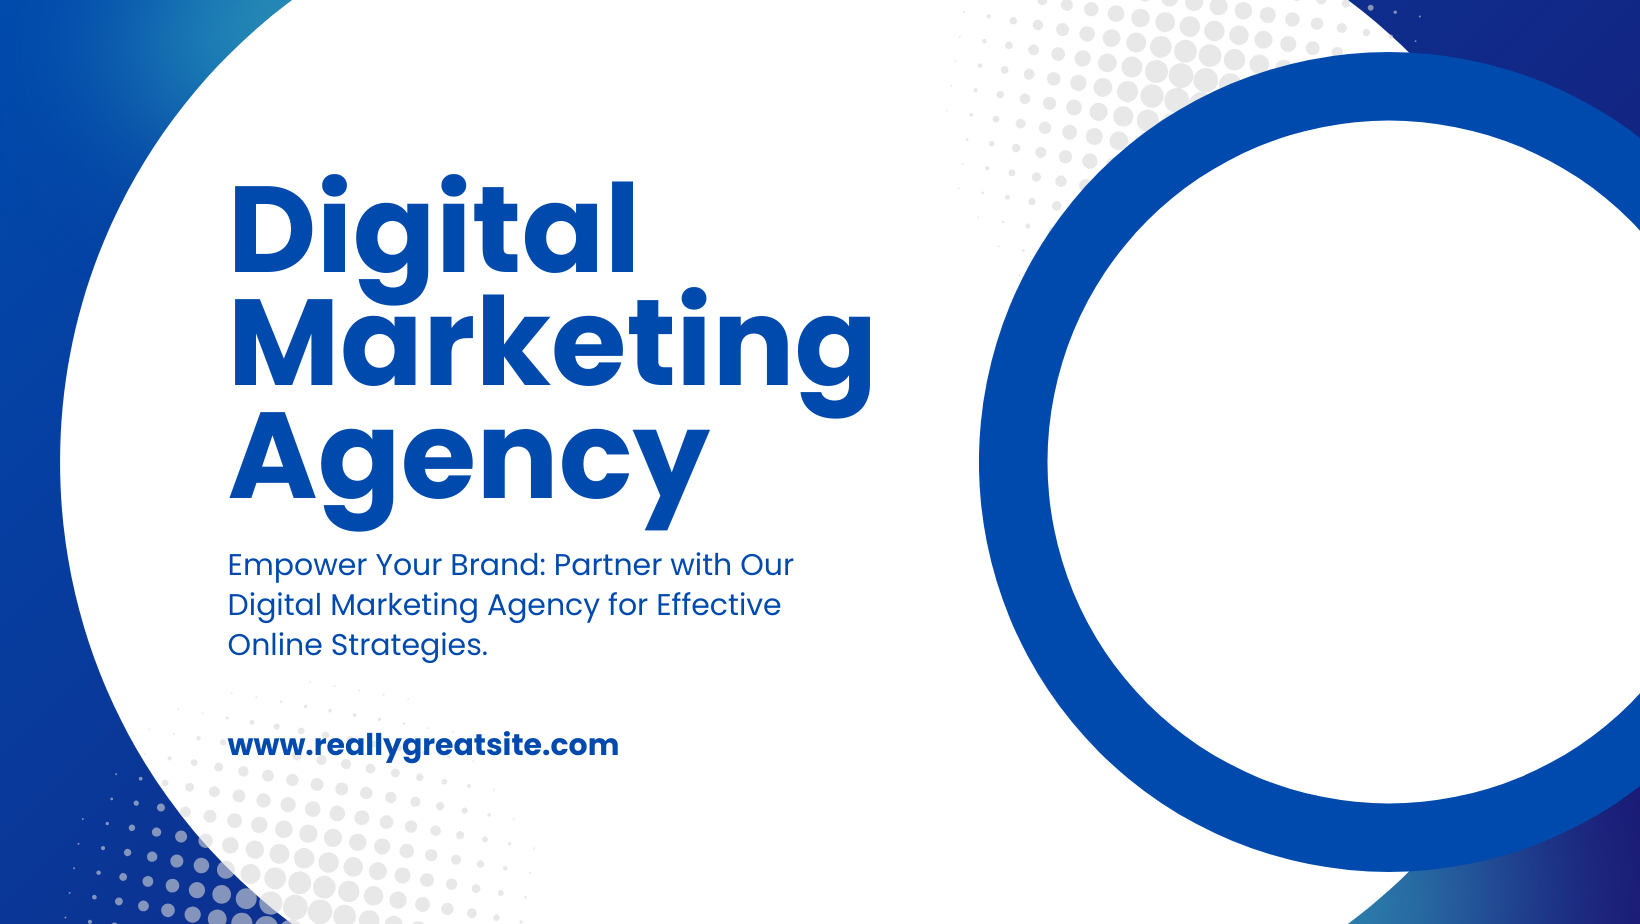 Digital
Marketing
Agency
Empower Your Brand: Partner with Our
Digital Marketing Agency for Effective
Online Strategies.
www.reallygreatsite.com